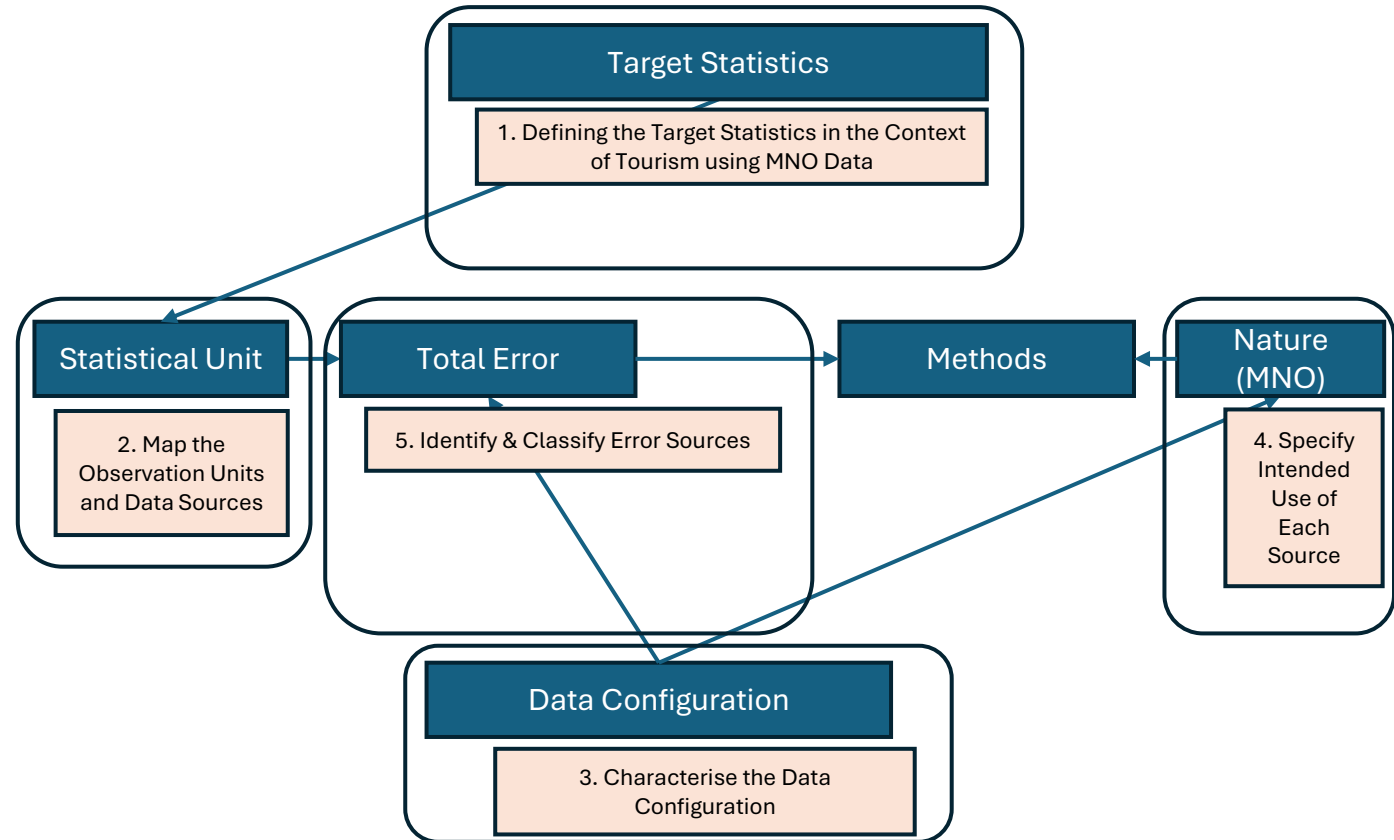 Target Statistics
1. Defining the Target Statistics in the Context
of Tourism using MNO Data
Statistical Unit
2. Map the
Observation Units
and Data Sources
Total Error
5. Identify & Classify Error Sources
Methods
Nature
(MNO)
4. Specify
Intended
Use of
Each
Source
Data Configuration
3. Characterise the Data
Configuration